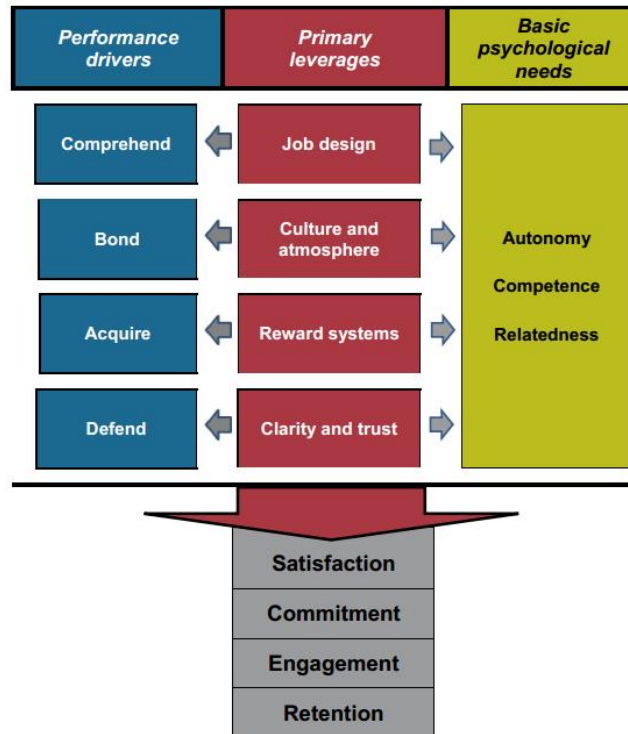 Performance
drivers
Primary
leverages
Basic
psychological
needs
Comprehend
Job design
Bond
Culture and
atmosphere
Acquire
Reward systems
Defend
Clarity and trust
Autonomy
Competence
Relatedness
Satisfaction
Commitment
Engagement
Retention